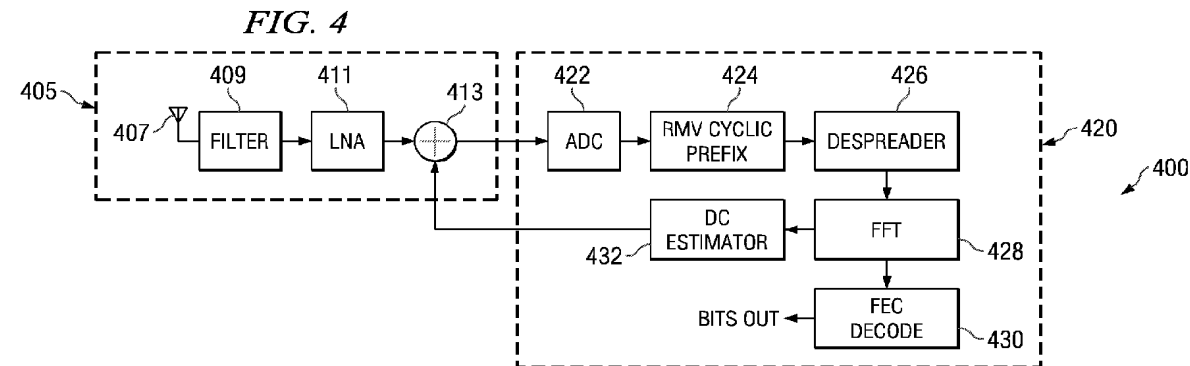 FIG. 4
405
407
409
411
413
FILTER
LNA
422
424
426
ADC
RMV CYCLIC
PREFIX
DESPREADER
420
400
DC
ESTIMATOR
432
FFT
428
BITS OUT
FEC
DECODE
430